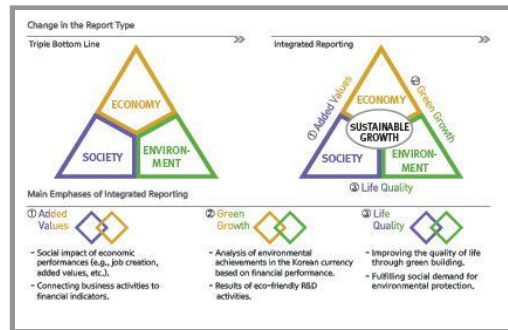 Change in the Report Type
Triple Bottom Line
Integrated Reporting
ECONOMY
SOCIETY
ENVIRON-
MENT
① Added Values
② Green Growth
ECONOMY
SUSTAINABLE
GROWTH
SOCIETY
ENVIRON-
MENT
③ Life Quality
Main Emphases of Integrated Reporting
① Added
Values
- Social impact of economic
performances (e.g., job creation,
added values, etc.).
- Connecting business activities to
financial indicators.
② Green
Growth
- Analysis of environmental
achievements in the Korean currency
based on financial performance.
- Results of eco-friendly R&D
activities.
③ Life
Quality
- Improving the quality of life
through green building.
- Fulfilling social demand for
environmental protection.